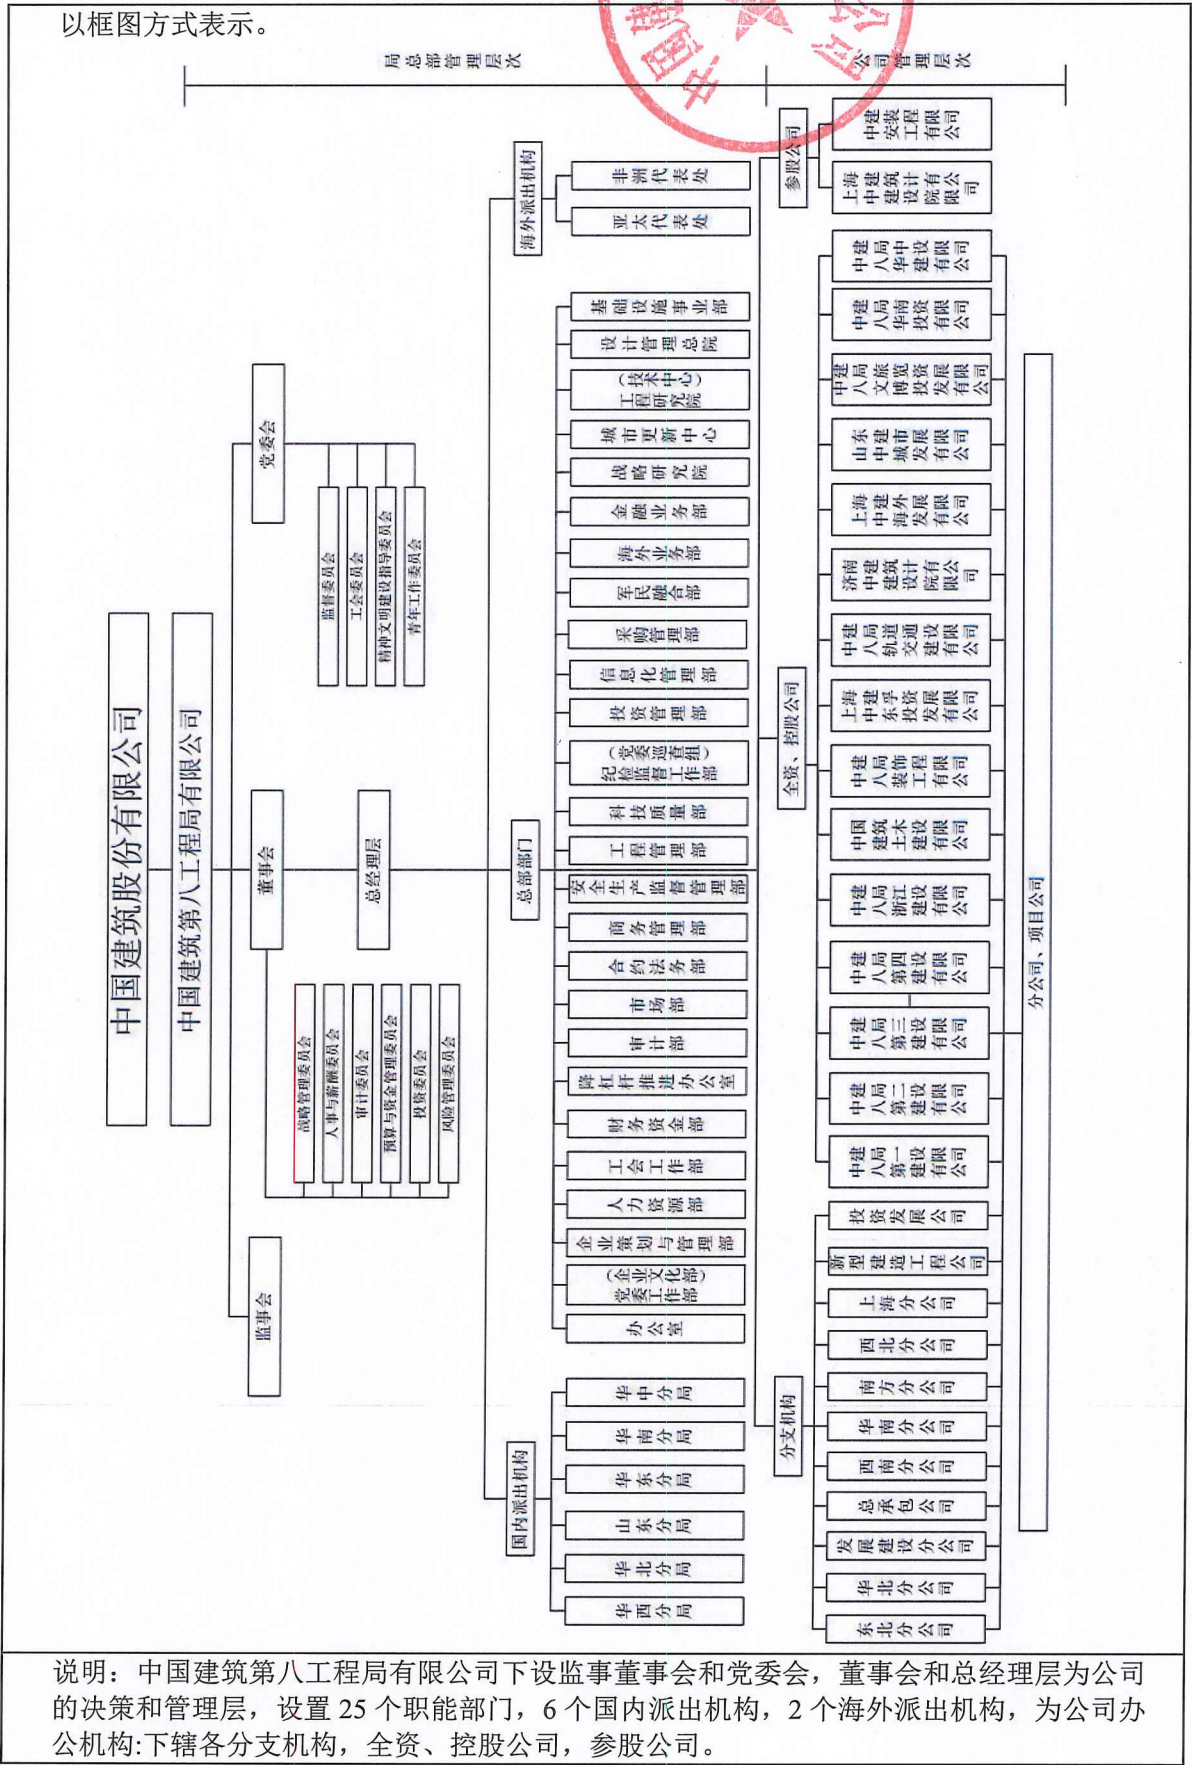 以框图方式表示。
局总部管理层次
公司管理层次
中国建筑股份有限公司
中国建筑第八工程局有限公司
监事会
董事会
党委会
战略管理委员会
人事与薪酬委员会
审计委员会
预算与资金管理委员会
投资委员会
风险管理委员会
监督委员会
工会委员会
精神文明建设指导委员会
青年工作委员会
总经理层
国内派出机构
总部部门
海外派出机构
华西分局
华北分局
山东分局
华东分局
华南分局
华中分局
办公室
党委工作部
(企业文化部)
企业策划与管理部
人力资源部
工会工作部
财务资金部
降杠杆推进办公室
审计部
市场部
合约法务部
商务管理部
安全生产监督管理部
工程管理部
科技质量部
纪检监督工作部
(党委巡查组)
投资管理部
信息化管理部
采购管理部
军民融合部
海外业务部
金融业务部
战略研究院
城市更新中心
工程研究院
(技术中心)
设计管理总院
基础设施事业部
亚太代表处
非洲代表处
分支机构
全资、控股公司
参股公司
东北分公司
华北分公司
发展建设分公司
总承包公司
西南分公司
华南分公司
南方分公司
西北分公司
上海分公司
新型建造工程公司
投资发展公司
中建八局第一建设有限公司
中建八局第二建设有限公司
中建八局第三建设有限公司
中建八局第四建设有限公司
中建八局浙江建设有限公司
中国建筑土木建设有限公司
中建八局装饰工程有限公司
上海中建东孚投资发展有限公司
中建八局轨道交通建设有限公司
济南中建建筑设计院有限公司
上海中建海外发展有限公司
山东中建城市发展有限公司
中建八局文旅博览投资发展有限公司
中建八局华南投资有限公司
中建八局华中建设有限公司
上海中建建筑设计院有限公司
中建安装工程有限公司
分公司、项目公司
说明：中国建筑第八工程局有限公司下设监事董事会和党委会，董事会和总经理层为公司
的决策和管理层，设置 25 个职能部门，6 个国内派出机构，2 个海外派出机构，为公司办
公机构:下辖各分支机构，全资、控股公司，参股公司。